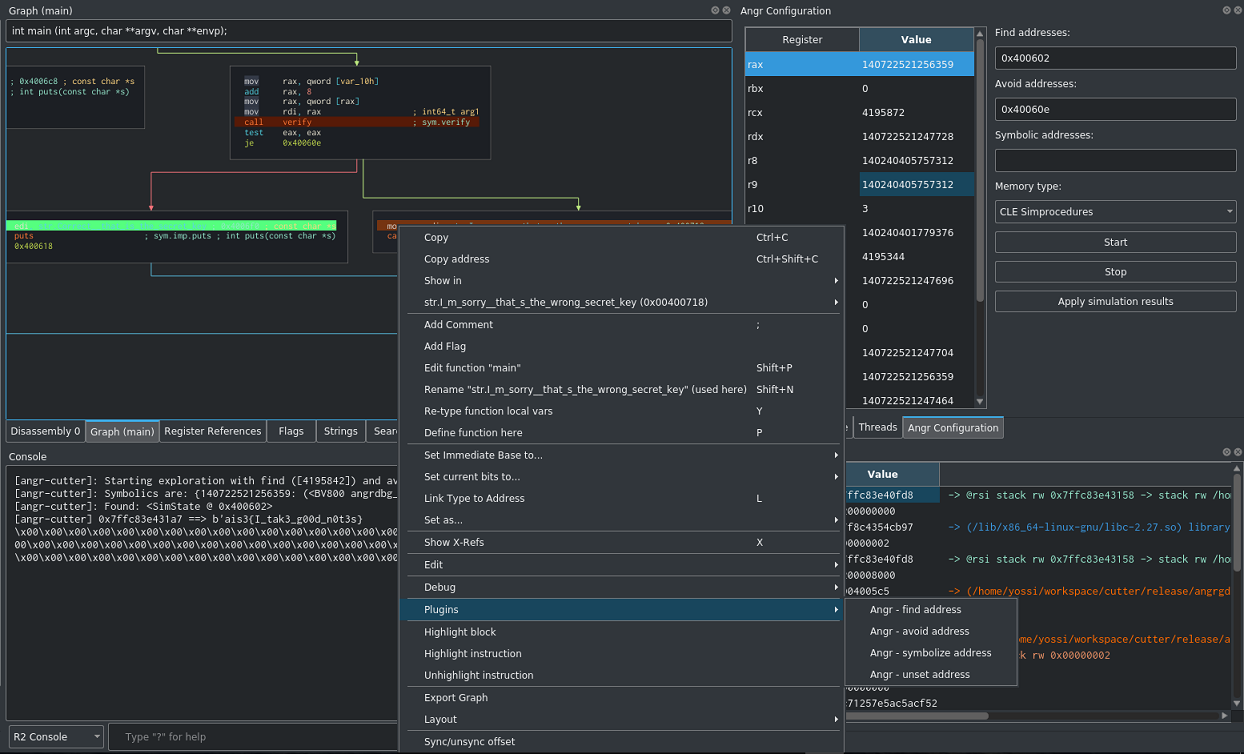 Graph (main)
int main (int argc, char **argv, char **envp);
; 0x4006c8 ; const char *s
; int puts(const char *s)
mov rax, qword [var_10h]
add rax, 8
mov rax, qword [rax]
mov rdi, rax ; int64_t arg1
call verify ; sym.verify
test eax, eax
je 0x40060e
puts ; sym.imp.puts ; int puts(const char *s)
0x400618
Disassembly 0
Graph (main)
Register References
Flags
Strings
Console
[angr-cutter]: Starting exploration with find ([4195842]) and av
[angr-cutter]: Symbolics are: {140722521256359: (<BV800 angrdbg_
[angr-cutter]: Found: <SimState @ 0x400602>
[angr-cutter] 0x7ffc83e431a7 ==> b'ais3{I_tak3_g00d_n0t3s}
\x00\x00\x00\x00\x00\x00\x00\x00\x00\x00\x00\x00\x00\x00\x00\x00
00\x00\x00\x00\x00\x00\x00\x00\x00\x00\x00\x00\x00\x00\x00\x00\x
\x00\x00\x00\x00\x00\x00\x00\x00\x00\x00\x00\x00\x00\x00\x00\x00
R2 Console
Type "?" for help
Copy Ctrl+C
Copy address Ctrl+Shift+C
Show in
str.I_m_sorry__that_s_the_wrong_secret_key (0x00400718)
Add Comment ;
Add Flag
Edit function "main" Shift+P
Rename "str.I_m_sorry__that_s_the_wrong_secret_key" (used here) Shift+N
Re-type function local vars Y
Define function here P
Set Immediate Base to...
Set current bits to...
Link Type to Address L
Set as...
Show X-Refs X
Edit
Debug
Plugins
Highlight block
Highlight instruction
Unhighlight instruction
Export Graph
Layout
Sync/unsync offset
Angr - find address
Angr - avoid address
Angr - symbolize address
Angr - unset address
Angr Configuration
Register Value
rax 140722521256359
rbx 0
rcx 4195872
rdx 140722521247728
r8 140240405757312
r9 140240405757312
r10 3
140240401779376
4195344
140722521247696
0
0
140722521247704
140722521256359
140722521247464
Find addresses:
0x400602
Avoid addresses:
0x40060e
Symbolic addresses:
Memory type:
CLE Simprocedures
Start
Stop
Apply simulation results
Threads
Angr Configuration
Value
ffc83e40fd8 -> @rsi stack rw 0x7ffc83e43158 -> stack rw /ho
00000000
f8c4354cb97 -> (/lib/x86_64-linux-gnu/libc-2.27.so) library
00000002
ffc83e40fd8 -> @rsi stack rw 0x7ffc83e43158 -> stack rw /ho
00008000
004005c5 -> (/home/yossi/workspace/cutter/release/angrgd
me/yossi/workspace/cutter/release/a
ck rw 0x00000002
00000000
71257e5ac5acf52